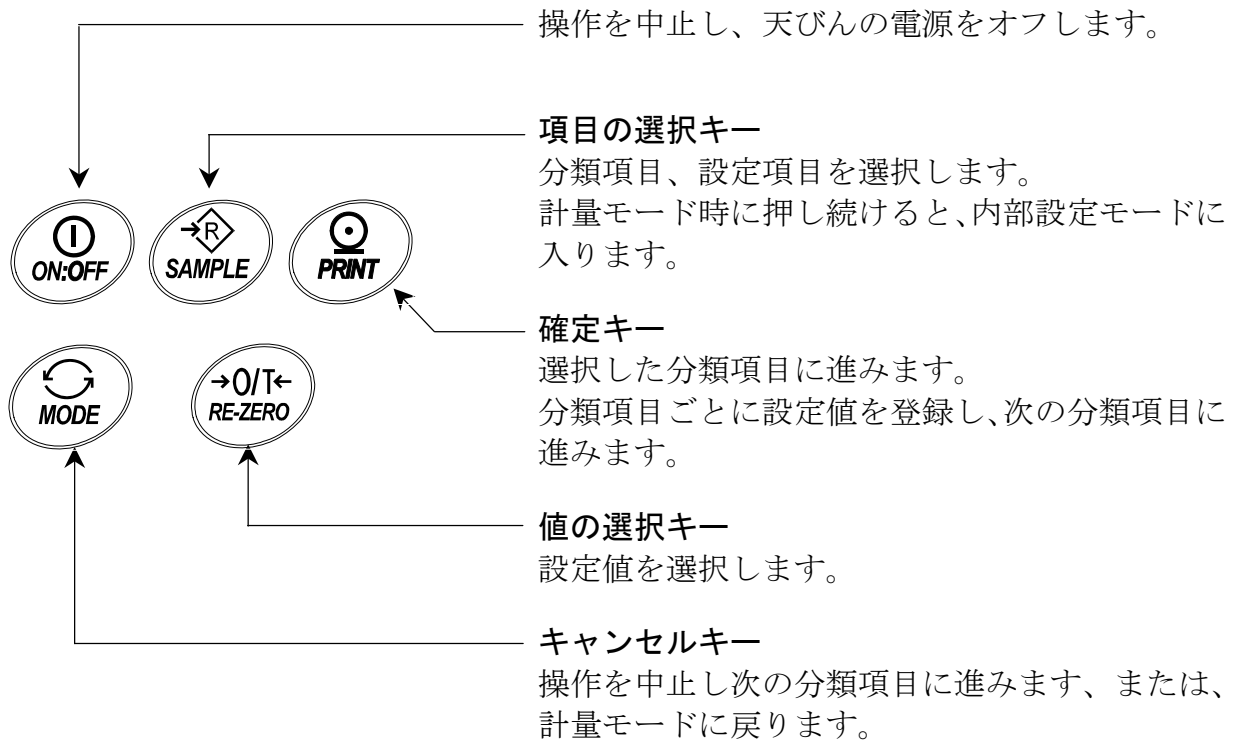 操作を中止し、天びんの電源をオフします。
項目の選択キー
分類項目、設定項目を選択します。
計量モード時に押し続けると、内部設定モードに
入ります。
ON:OFF
→R
SAMPLE
PRINT
確定キー
選択した分類項目に進みます。
分類項目ごとに設定値を登録し、次の分類項目に
進みます。
MODE
→0/T←
RE-ZERO
値の選択キー
設定値を選択します。
キャンセルキー
操作を中止し次の分類項目に進みます、または、
計量モードに戻ります。